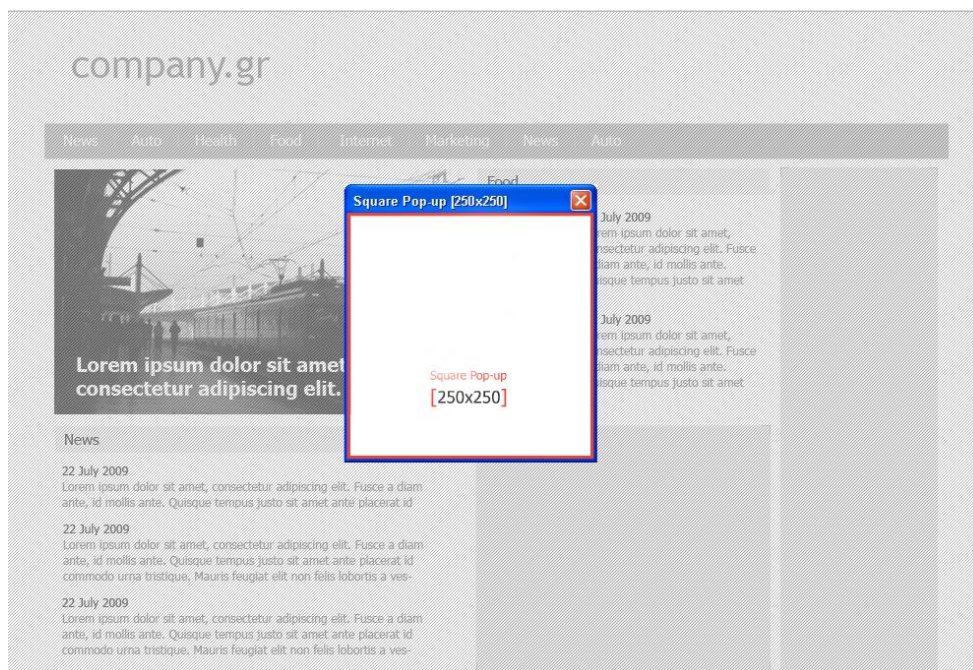 company.gr
News Auto Health Food Internet Marketing News Auto
Food
Square Pop-up [250x250]
Square Pop-up
[250x250]
July 2009
dolor sit amet,
adipiscing elit. Fusce
diam ante, id mollis ante.
tempus justo sit amet
July 2009
dolor sit amet,
adipiscing elit. Fusce
diam ante, id mollis ante.
tempus justo sit amet
Lorem ipsum dolor sit amet
consectetur adipiscing elit.
News
22 July 2009
Lorem ipsum dolor sit amet, consectetur adipiscing elit. Fusce a diam
ante, id mollis ante. Quisque tempus justo sit amet ante placerat id
22 July 2009
Lorem ipsum dolor sit amet, consectetur adipiscing elit. Fusce a diam
ante, id mollis ante. Quisque tempus justo sit amet ante placerat id
commodo urna tristique. Mauris feugiat elit non felis lobortis a ves-
22 July 2009
Lorem ipsum dolor sit amet, consectetur adipiscing elit. Fusce a diam
ante, id mollis ante. Quisque tempus justo sit amet ante placerat id
commodo urna tristique. Mauris feugiat elit non felis lobortis a ves-